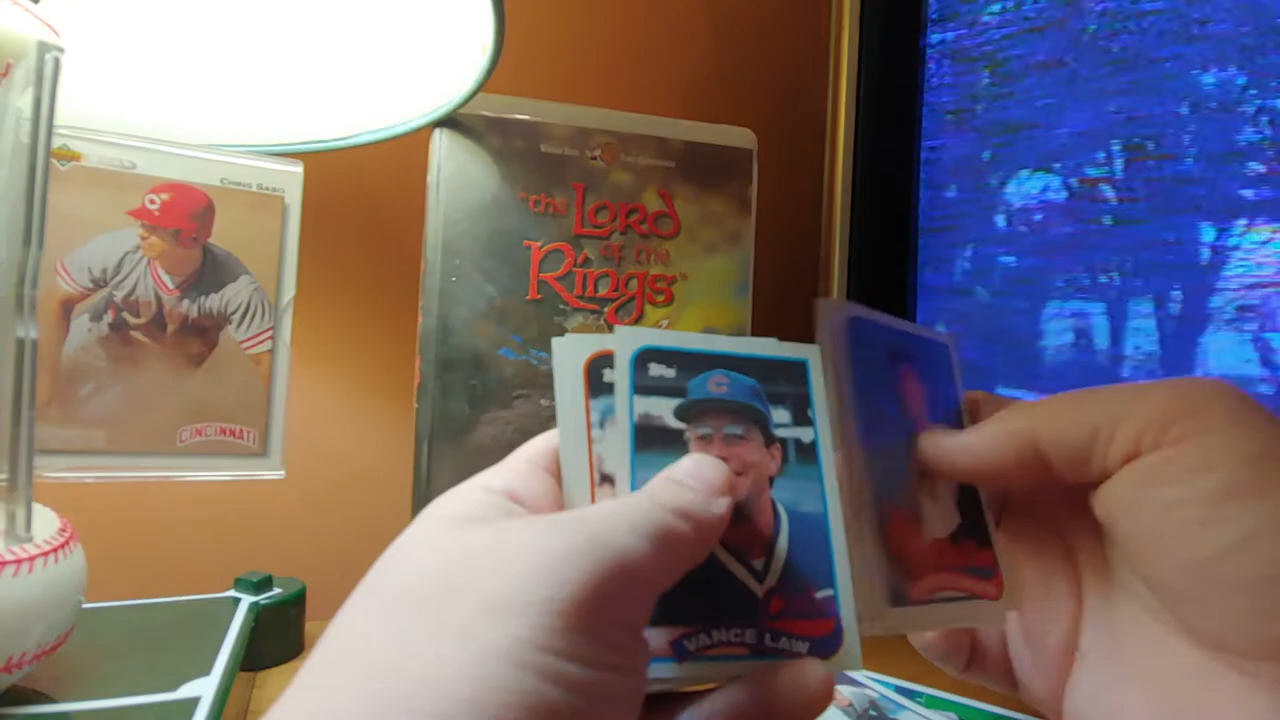 CHRIS SABO
CINCINNATI
"the Lord
of the
Rings"
Topps
C
VANCE LAW